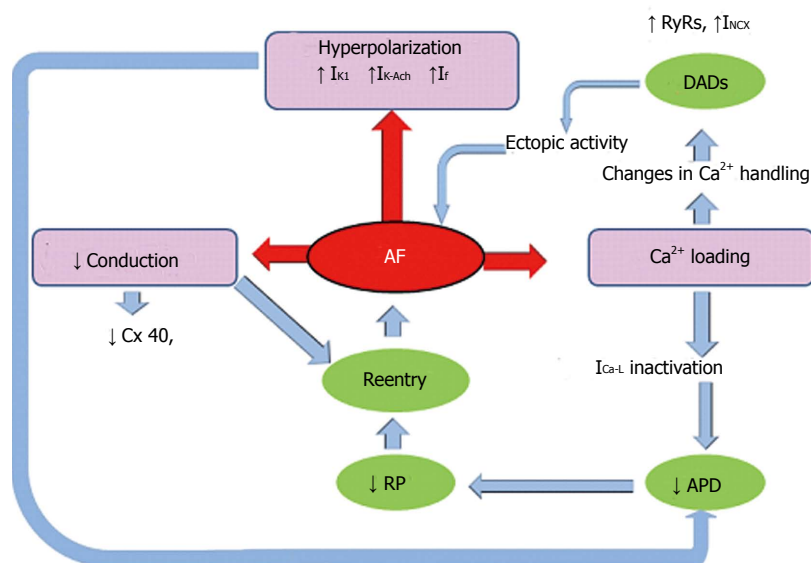 ↑ RyRs, ↑INCX
Hyperpolarization
↑ IK1 ↑IK-Ach ↑If
DADs
Ectopic activity
Changes in Ca²⁺ handling
↓ Conduction
AF
Ca²⁺ loading
↓ Cx 40,
Reentry
ICa-L inactivation
↓ RP
↓ APD